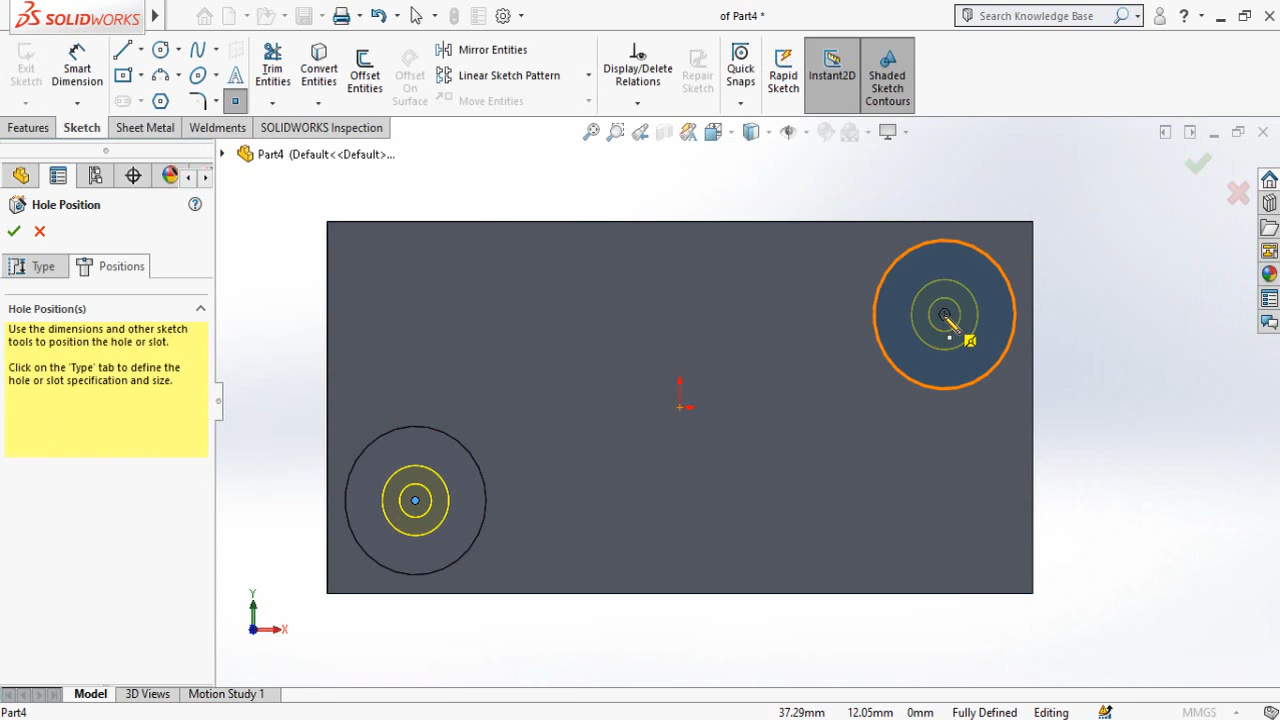 SOLIDWORKS
of Part4 *
Search Knowledge Base
?
Exit Sketch
Smart Dimension
Trim Entities
Convert Entities
Offset Entities
Offset On Surface
Mirror Entities
Linear Sketch Pattern
Move Entities
Display/Delete Relations
Repair Sketch
Quick Snaps
Rapid Sketch
Instant2D
Shaded Sketch Contours
Features
Sketch
Sheet Metal
Weldments
SOLIDWORKS Inspection
Part4 (Default<<Default>...
Hole Position
?
Type
Positions
Hole Position(s)
Use the dimensions and other sketch
tools to position the hole or slot.
Click on the 'Type' tab to define the
hole or slot specification and size.
Y
X
Model
3D Views
Motion Study 1
Part4
37.29mm
12.05mm
0mm
Fully Defined
Editing
MMGS